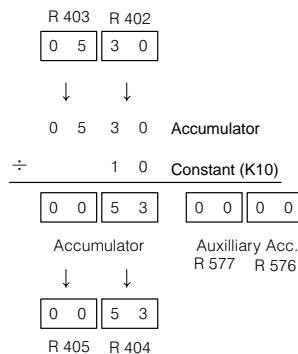 R 403 R 402
0 5 3 0
↓ ↓
0 5 3 0 Accumulator
÷ 1 0 Constant (K10)
0 0 5 3 0 0 0 0
Accumulator Auxilliary Acc.
R 577 R 576
↓ ↓
0 0 5 3
R 405 R 404